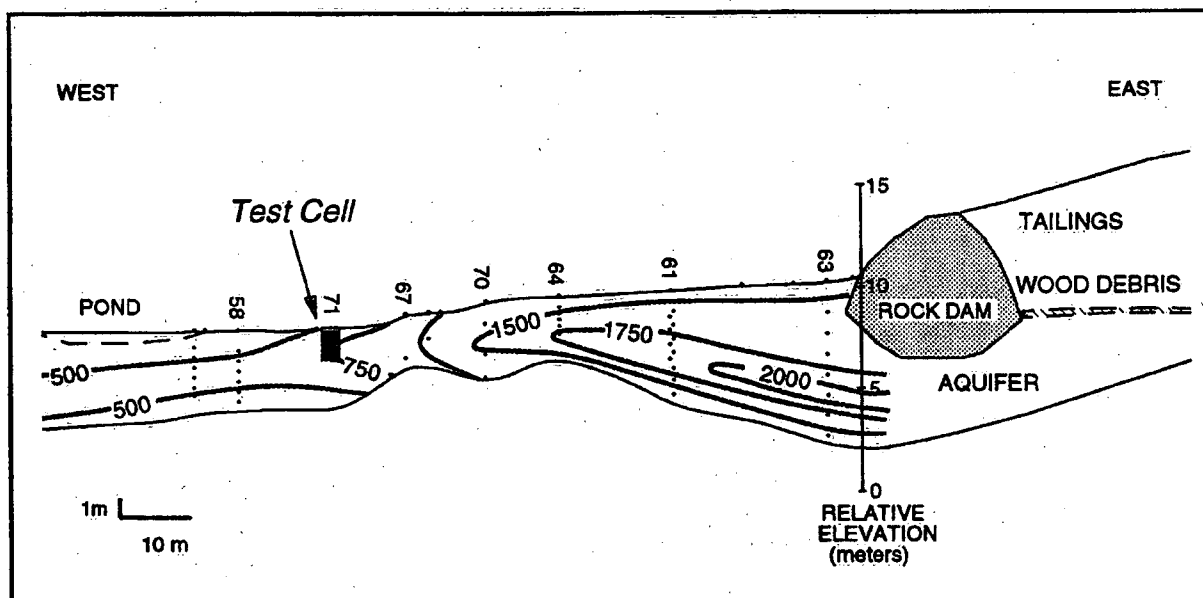 WEST
EAST
Test Cell
15
TAILINGS
POND
58
71
67
70
64
61
63
10
WOOD DEBRIS
ROCK DAM
1500
1750
750
500
2000
5
AQUIFER
500
0
1m
10 m
RELATIVE
ELEVATION
(meters)